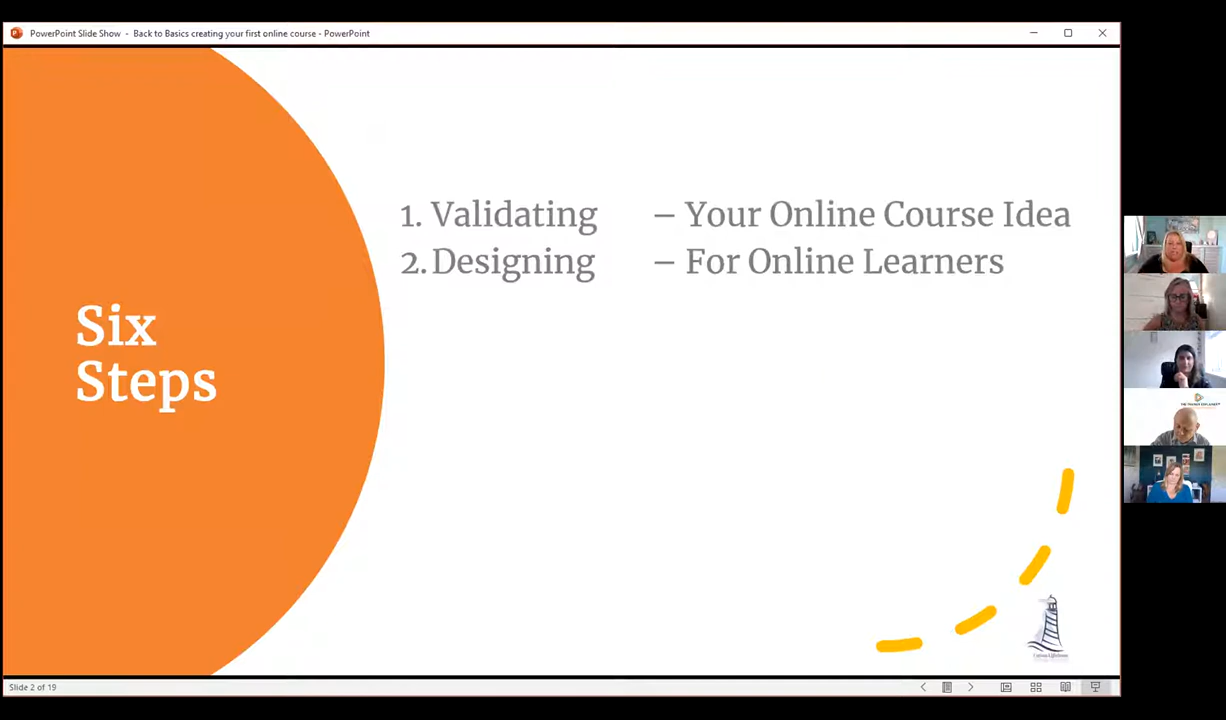 PowerPoint Slide Show - Back to Basics creating your first online course - PowerPoint
Six
Steps
1. Validating – Your Online Course Idea
2. Designing – For Online Learners
Slide 2 of 19